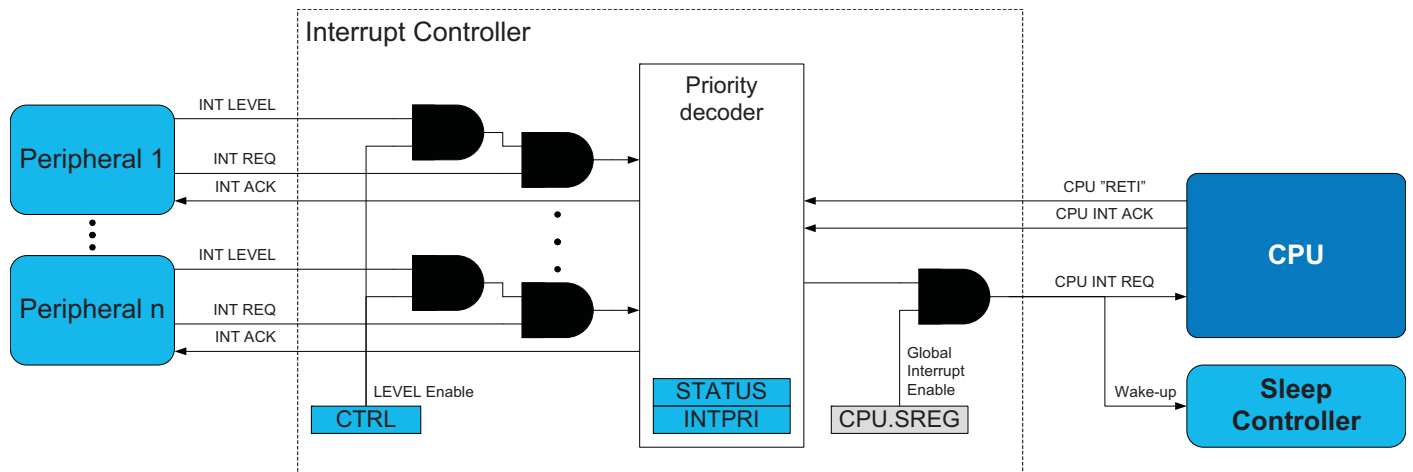 Interrupt Controller
Priority
decoder
INT LEVEL
Peripheral 1
INT REQ
INT ACK
INT LEVEL
Peripheral n
INT REQ
INT ACK
LEVEL Enable
CTRL
STATUS
INTPRI
Global
Interrupt
Enable
CPU.SREG
CPU "RETI"
CPU INT ACK
CPU INT REQ
CPU
Wake-up
Sleep
Controller